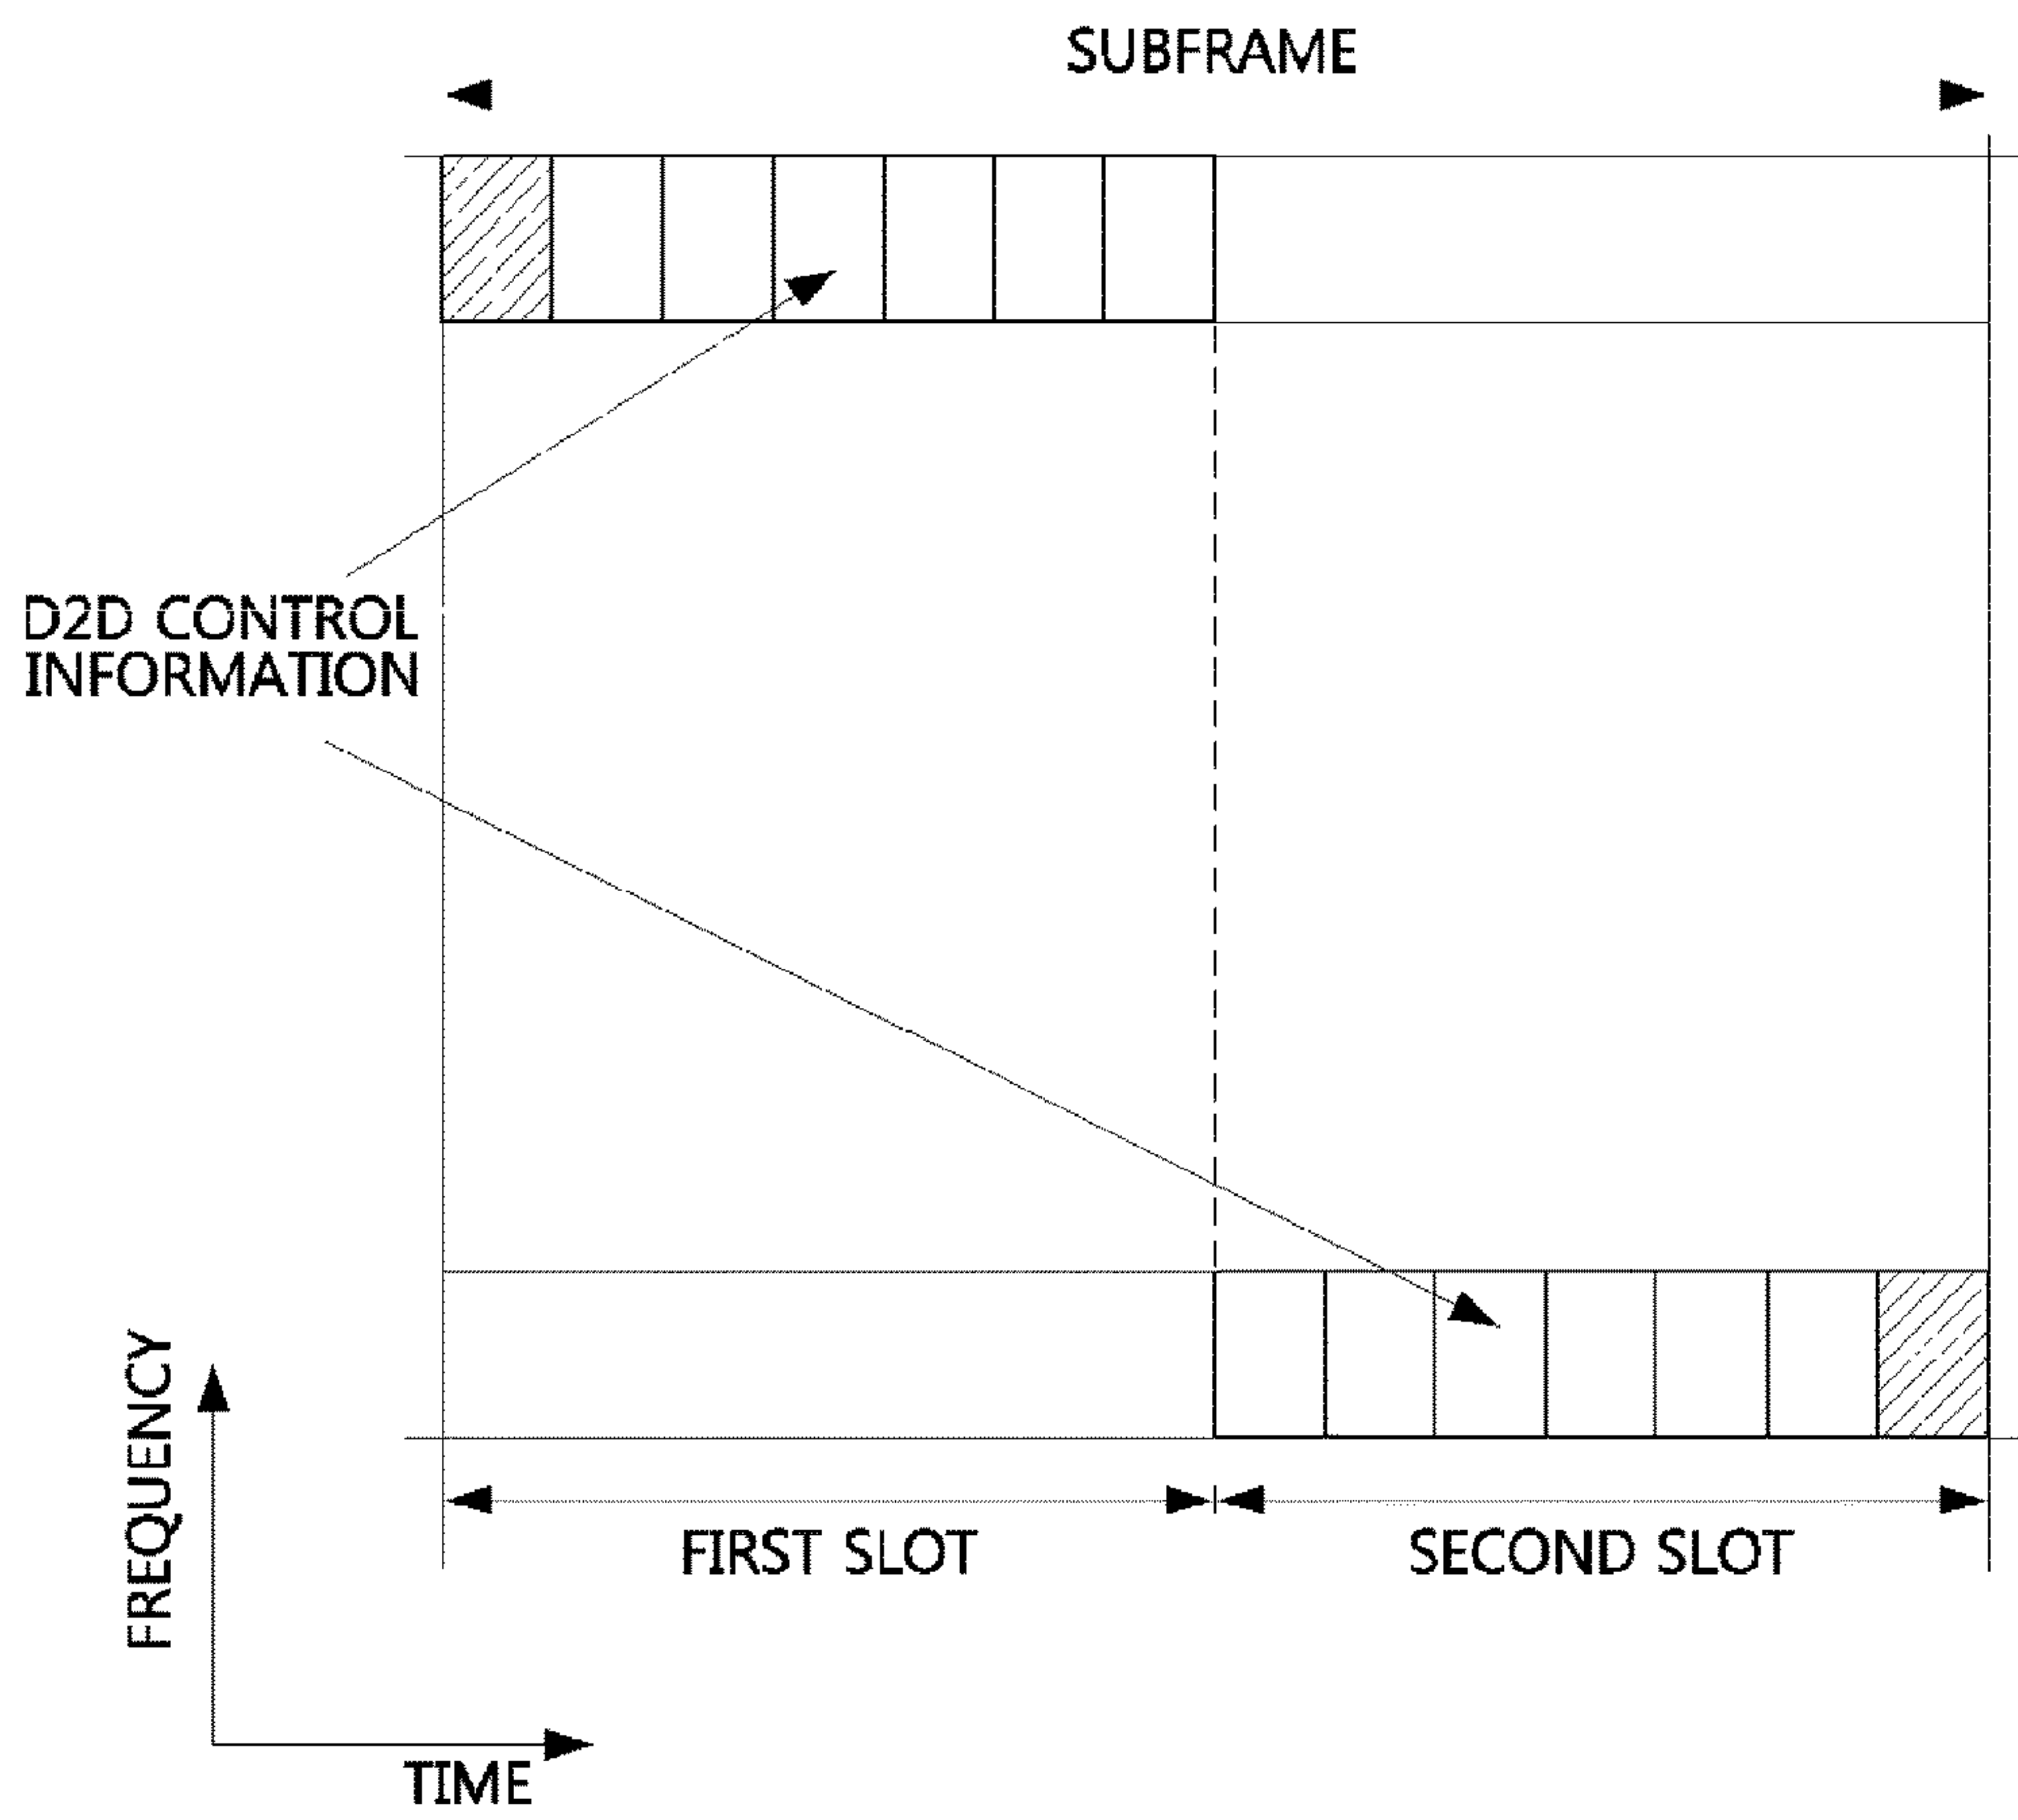 SUBFRAME
D2D CONTROL
INFORMATION
FIRST SLOT
SECOND SLOT
FREQUENCY
TIME